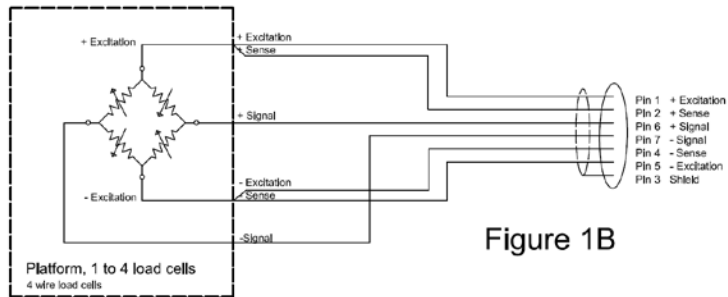 + Excitation
+ Excitation
+ Sense
+ Signal
- Excitation
- Excitation
- Sense
-Signal
Platform, 1 to 4 load cells
4 wire load cells
Pin 1 + Excitation
Pin 2 + Sense
Pin 6 + Signal
Pin 7 - Signal
Pin 4 - Sense
Pin 5 - Excitation
Pin 3 Shield
Figure 1B